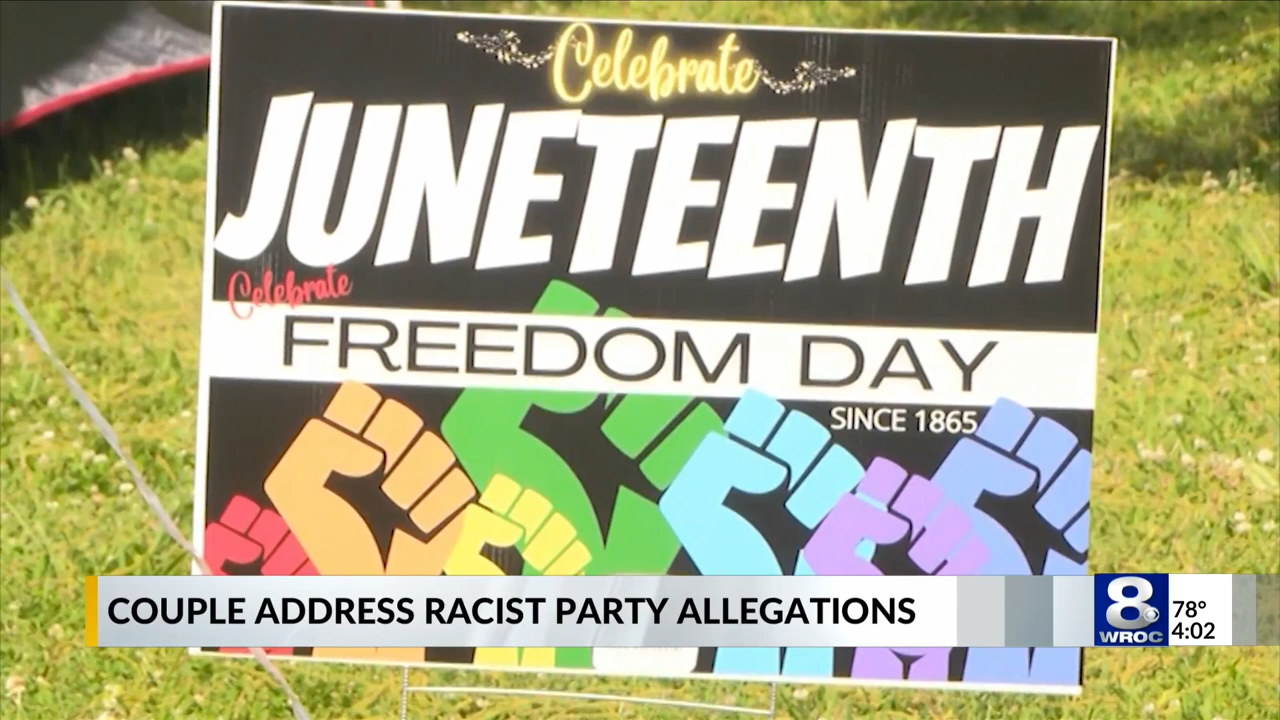 Celebrate
JUNETEENTH
Celebrate
FREEDOM DAY
SINCE 1865
COUPLE ADDRESS RACIST PARTY ALLEGATIONS
8
WROC
78°
4:02